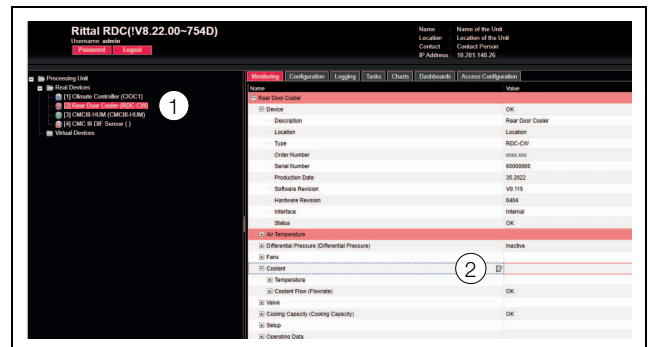 Rittal RDC(!V8.22.00~754D)
Username admin
Password Logout
Name : Name of the Unit
Location : Location of the Unit
Contact : Contact Person
IP Address : 10.201.148.26
Processing Unit
Real Devices
[1] Climate Controller (CIOC1)
[2] Rear Door Cooler (RDC-CW)
[3] CMCIII-HUM (CMCIII-HUM)
[4] CMC III DIF Sensor ( )
Virtual Devices
1
Monitoring Configuration Logging Tasks Charts Dashboards Access Configuration
Name Value
Rear Door Cooler
Device OK
Description Rear Door Cooler
Location Location
Type RDC-CW
Order Number xxxx.xxx
Serial Number 60000000
Production Date 35.2022
Software Revision V0.115
Hardware Revision 0404
Interface Internal
Status OK
Air Temperature
Differential Pressure (Differential Pressure) Inactive
Fans
Coolant 2
Temperature
Coolant Flow (Flowrate) OK
Valve
Cooling Capacity (Cooling Capacity) OK
Setup
Operating Data